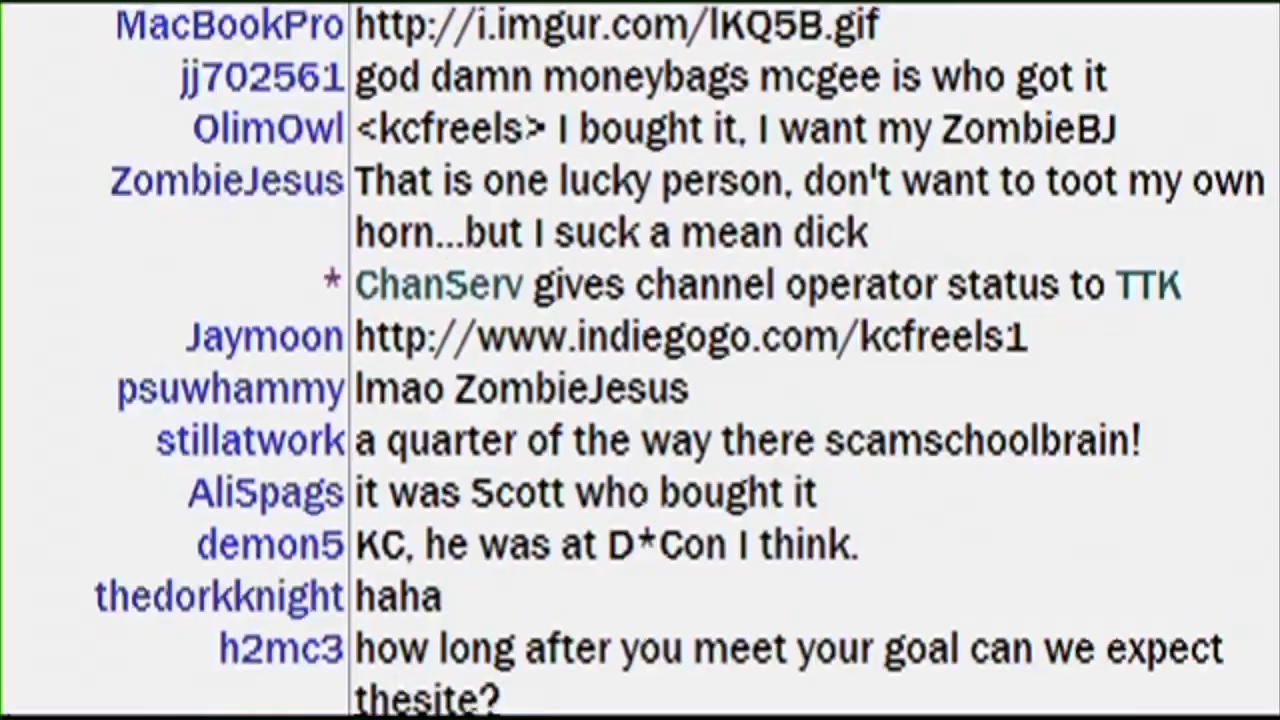 MacBookPro http://i.imgur.com/lKQ5B.gif
jj702561 god damn moneybags mcgee is who got it
OlimOwl <kcfreels> I bought it, I want my ZombieBJ
ZombieJesus That is one lucky person, don't want to toot my own
horn...but I suck a mean dick
* ChanServ gives channel operator status to TTK
Jaymoon http://www.indiegogo.com/kcfreels1
psuwhammy lmao ZombieJesus
stillatwork a quarter of the way there scamschoolbrain!
AliSpags it was Scott who bought it
demon5 KC, he was at D*Con I think.
thedorkknight haha
h2mc3 how long after you meet your goal can we expect
thesite?